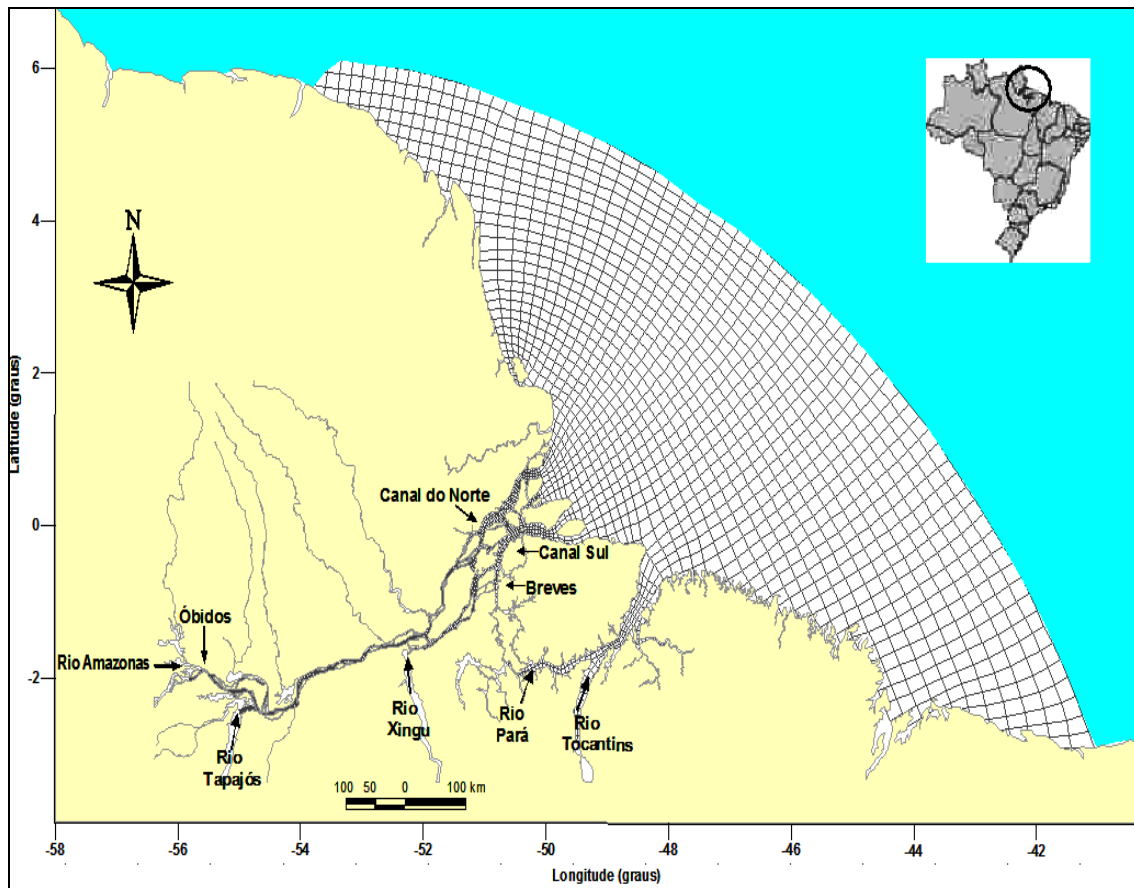 N
6
4
2
0
-2
Latitude (graus)
Canal do Norte
Canal Sul
Breves
Óbidos
Rio Amazonas
Rio
Tapajós
Rio
Xingu
Rio
Pará
Rio
Tocantins
100 50 0 100 km
-58 -56 -54 -52 -50 -48 -46 -44 -42
Longitude (graus)